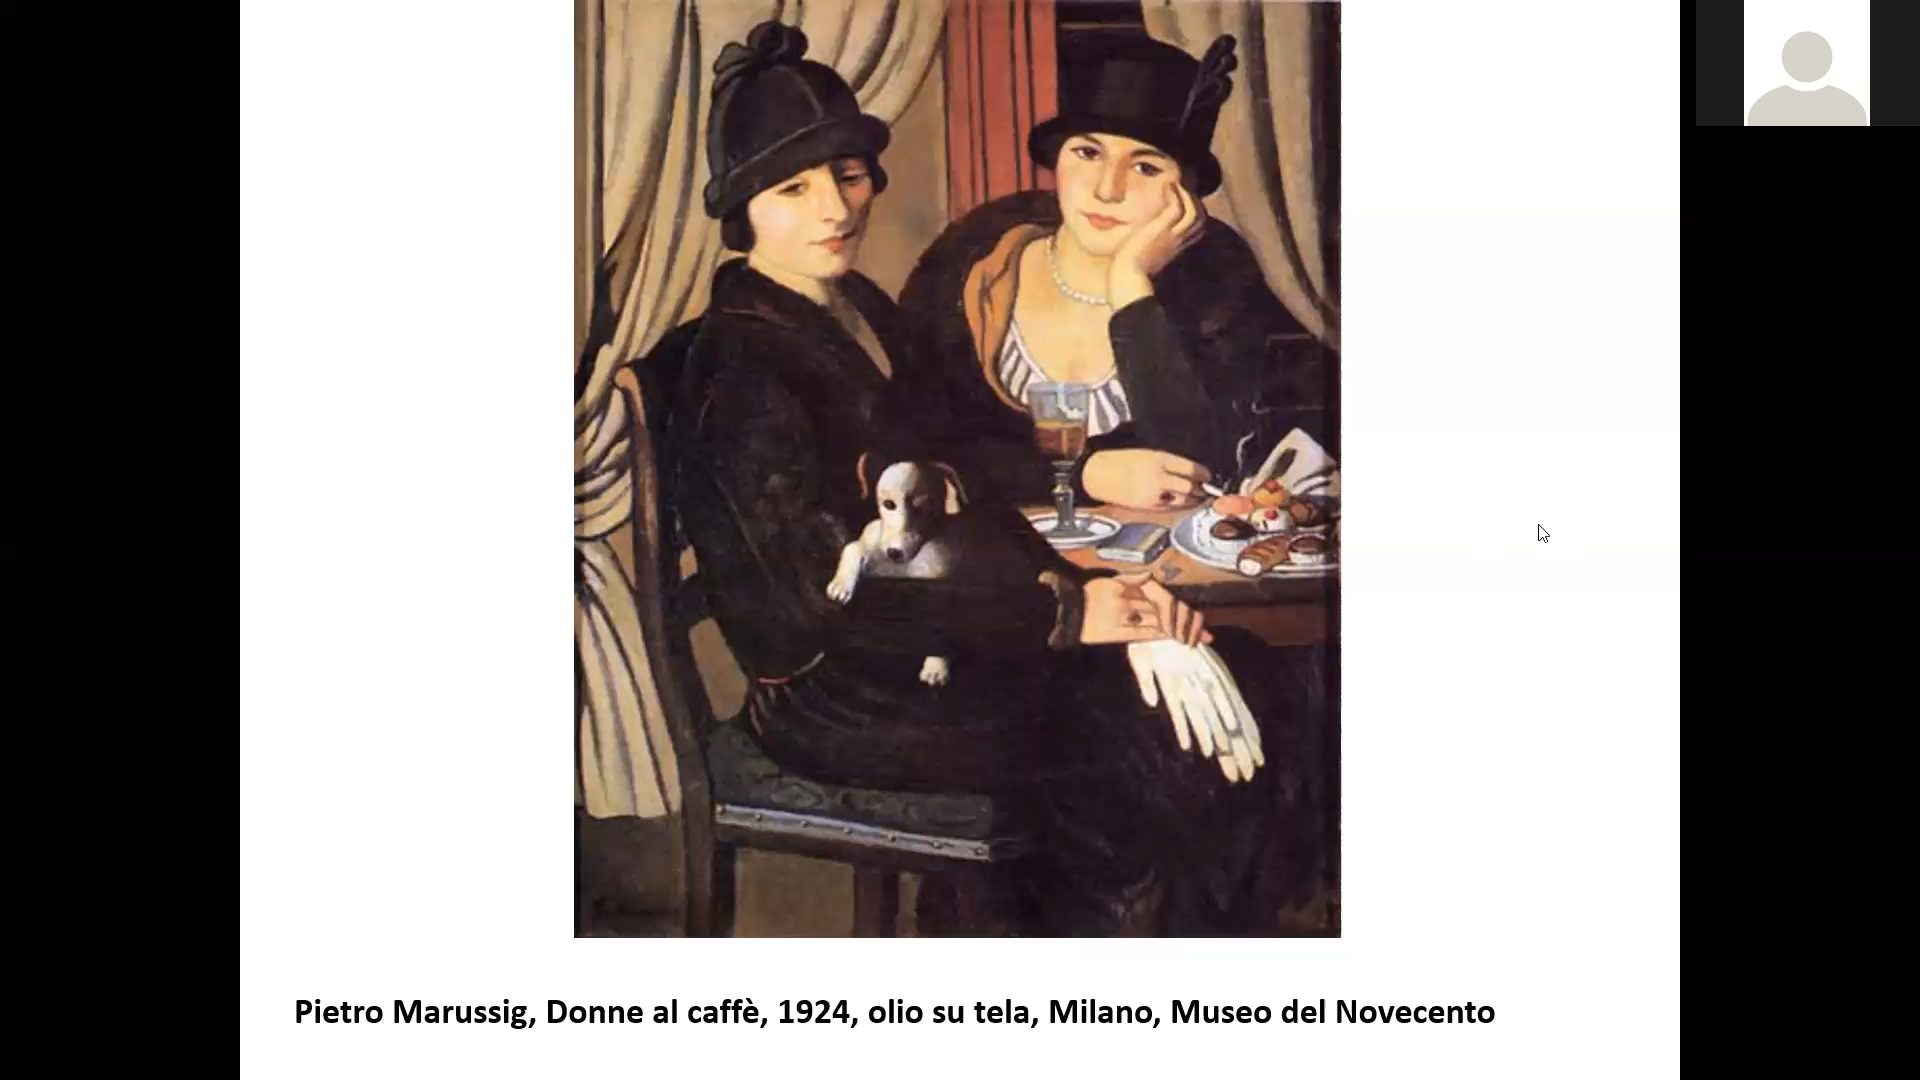 Pietro Marussig, Donne al caffè, 1924, olio su tela, Milano, Museo del Novecento